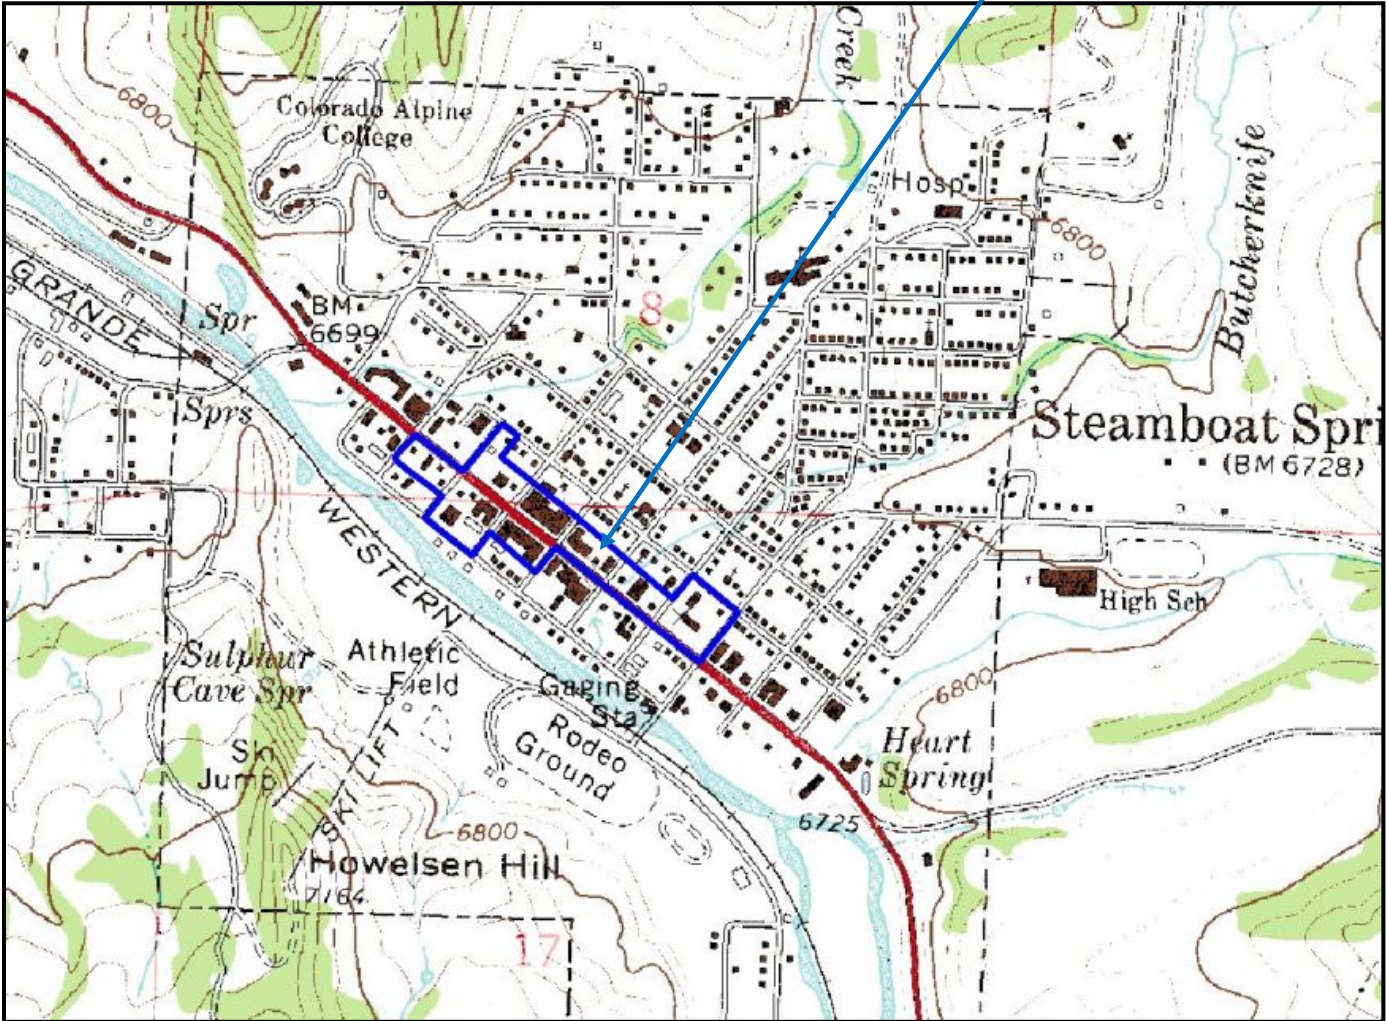 Creek
6800
Colorado Alpine
College
Hosp
Butcherknife
6800
GRANDE
Spr
BM
6699
8
Sprs
Steamboat Spri
(BM 6728)
WESTERN
High Sch
Sulphur
Cave Spr
Athletic
Field
Gaging
Sta
6800
Rodeo
Ground
Ski
Jump
SKI LIFT
Heart
Spring
6725
6800
Howelsen Hill
7164
17